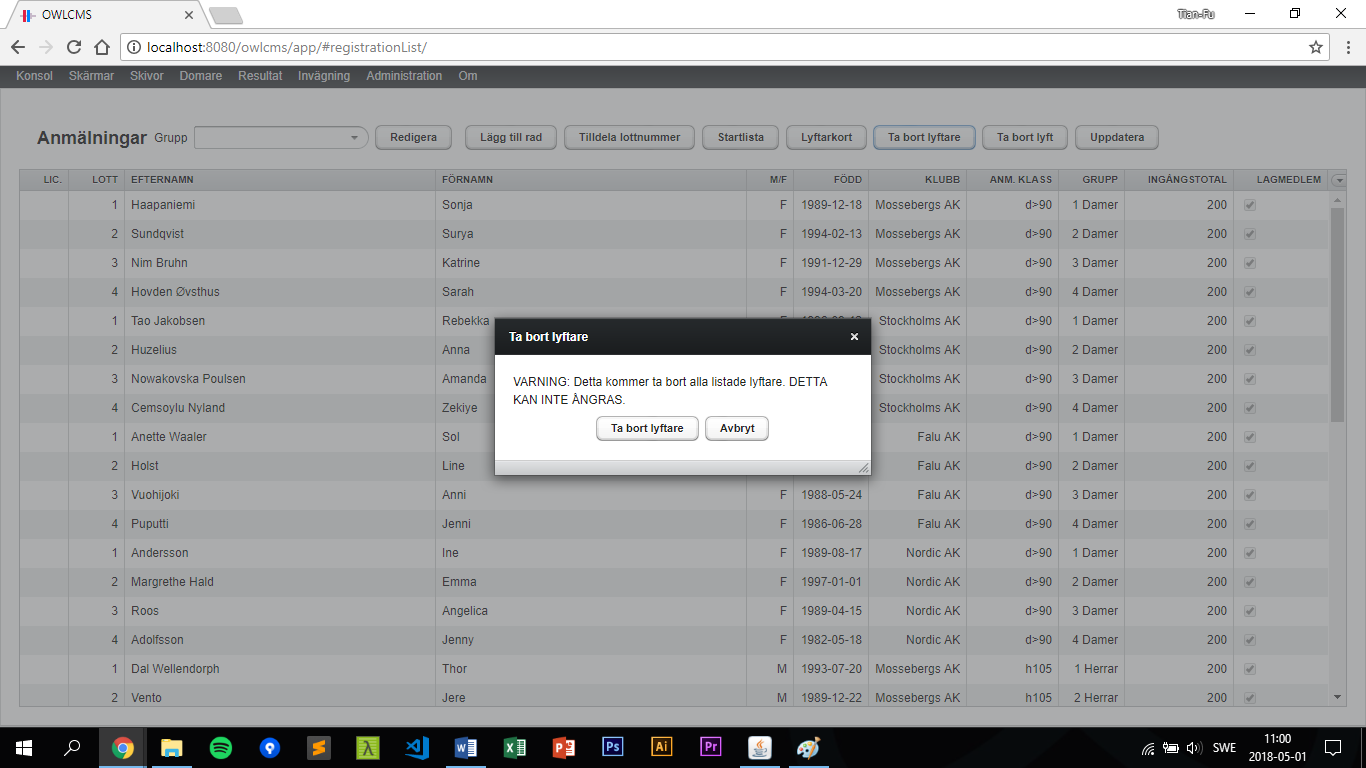 OWLCMS
Tian-Fu
localhost:8080/owlcms/app/#registrationList/
Konsol Skärmar Skivor Domare Resultat Invägning Administration Om
Anmälningar Grupp Redigera Lägg till rad Tilldela lottnummer Startlista Lyftarkort Ta bort lyftare Ta bort lyft Uppdatera
LIC. LOTT EFTERNAMN FÖRNAMN M/F FÖDD KLUBB ANM. KLASS GRUPP INGÅNGSTOTAL LAGMEDLEM
1 Haapaniemi Sonja F 1989-12-18 Mossebergs AK d>90 1 Damer 200
2 Sundqvist Surya F 1994-02-13 Mossebergs AK d>90 2 Damer 200
3 Nim Bruhn Katrine F 1991-12-29 Mossebergs AK d>90 3 Damer 200
4 Hovden Øvsthus Sarah F 1994-03-20 Mossebergs AK d>90 4 Damer 200
1 Tao Jakobsen Rebekka Stockholms AK d>90 1 Damer 200
2 Huzelius Anna Stockholms AK d>90 2 Damer 200
3 Nowakovska Poulsen Amanda Stockholms AK d>90 3 Damer 200
4 Cemsoylu Nyland Zekiye Stockholms AK d>90 4 Damer 200
1 Anette Waaler Sol Falu AK d>90 1 Damer 200
2 Holst Line Falu AK d>90 2 Damer 200
3 Vuohijoki Anni F 1988-05-24 Falu AK d>90 3 Damer 200
4 Puputti Jenni F 1986-06-28 Falu AK d>90 4 Damer 200
1 Andersson Ine F 1989-08-17 Nordic AK d>90 1 Damer 200
2 Margrethe Hald Emma F 1997-01-01 Nordic AK d>90 2 Damer 200
3 Roos Angelica F 1989-04-15 Nordic AK d>90 3 Damer 200
4 Adolfsson Jenny F 1982-05-18 Nordic AK d>90 4 Damer 200
1 Dal Wellendorph Thor M 1993-07-20 Mossebergs AK h105 1 Herrar 200
2 Vento Jere M 1989-12-22 Mossebergs AK h105 2 Herrar 200
Ta bort lyftare
VARNING: Detta kommer ta bort alla listade lyftare. DETTA
KAN INTE ÅNGRAS.
Ta bort lyftare Avbryt
Ps Ai Pr
SWE
11:00
2018-05-01